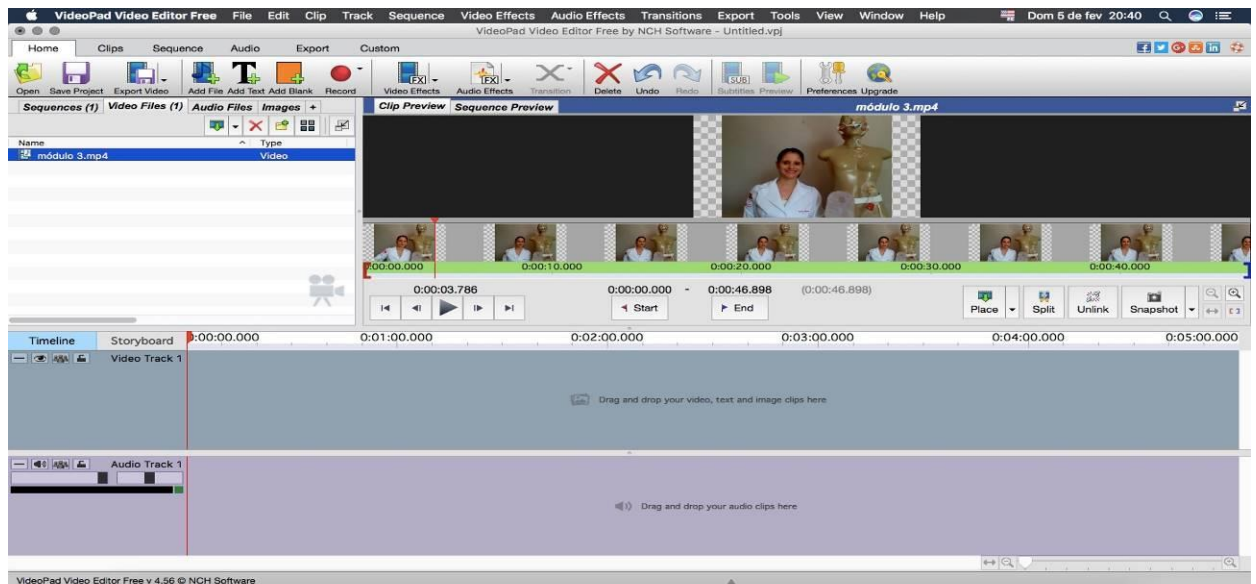 VideoPad Video Editor Free File Edit Clip Track Sequence Video Effects Audio Effects Transitions Export Tools View Window Help Dom 5 de fev 20:40
VideoPad Video Editor Free by NCH Software - Untitled.vpj
Home Clips Sequence Audio Export Custom
Open Save Project Export Video Add File Add Text Add Blank Record Video Effects Audio Effects Transition Delete Undo Redo Subtitles Preview Preferences Upgrade
Sequences (1) Video Files (1) Audio Files Images + Clip Preview Sequence Preview módulo 3.mp4
Name Type
módulo 3.mp4 Video
0:00:00.000 0:00:10.000 0:00:20.000 0:00:30.000 0:00:40.000
0:00:03.786 0:00:00.000 - 0:00:46.898 (0:00:46.898)
Start End Place Split Unlink Snapshot
Timeline Storyboard 0:00:00.000 0:01:00.000 0:02:00.000 0:03:00.000 0:04:00.000 0:05:00.000
Video Track 1
Drag and drop your video, text and image clips here
Audio Track 1
Drag and drop your audio clips here
VideoPad Video Editor Free v 4.56 © NCH Software